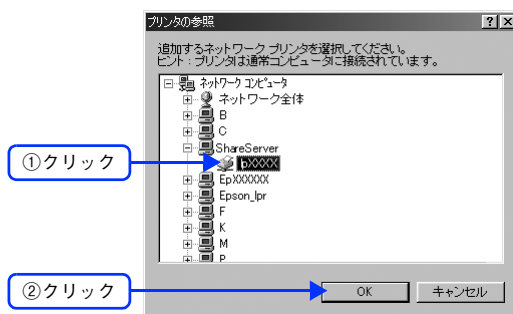 プリンタの参照
追加するネットワーク プリンタを選択してください。
ヒント：プリンタは通常コンピュータに接続されています。
ネットワーク コンピュータ
ネットワーク全体
B
C
ShareServer
①クリック
bXXXX
EpXXXXXX
Epson_lpr
F
K
M
P
②クリック
OK
キャンセル